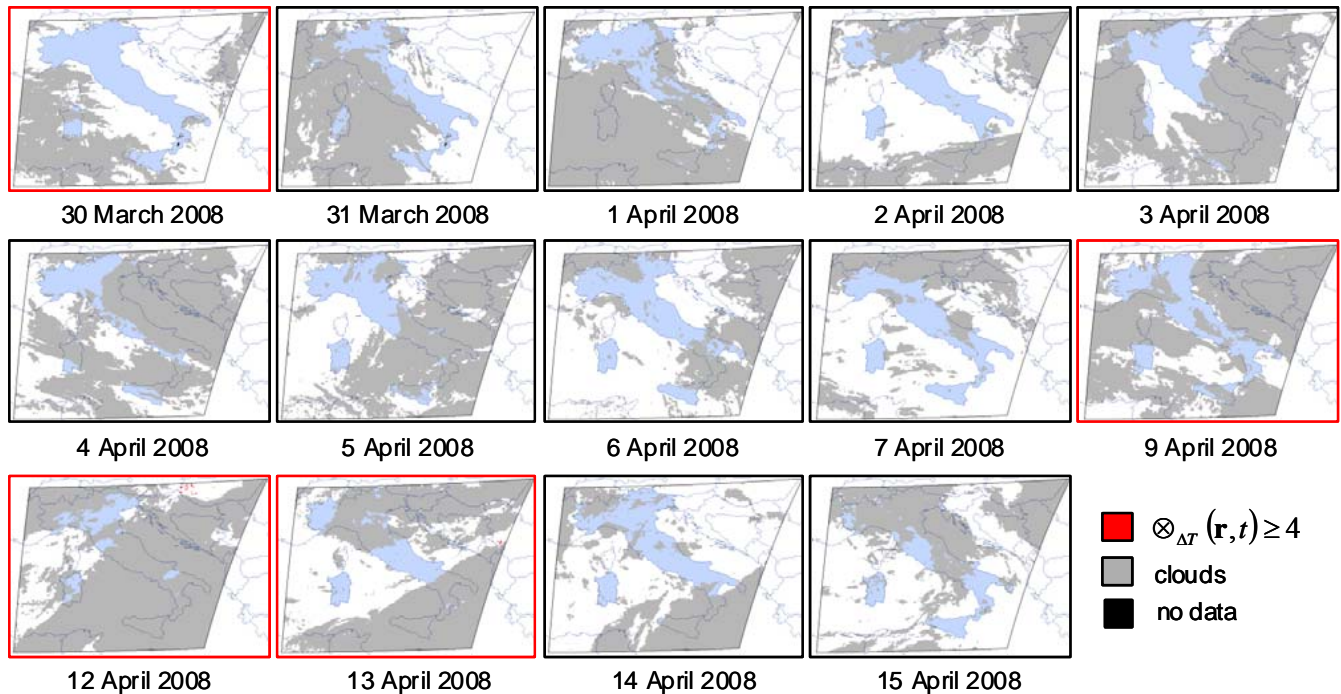 30 March 2008
31 March 2008
1 April 2008
2 April 2008
3 April 2008
4 April 2008
5 April 2008
6 April 2008
7 April 2008
9 April 2008
12 April 2008
13 April 2008
14 April 2008
15 April 2008
⊗ΔT (r, t) ≥ 4
clouds
no data